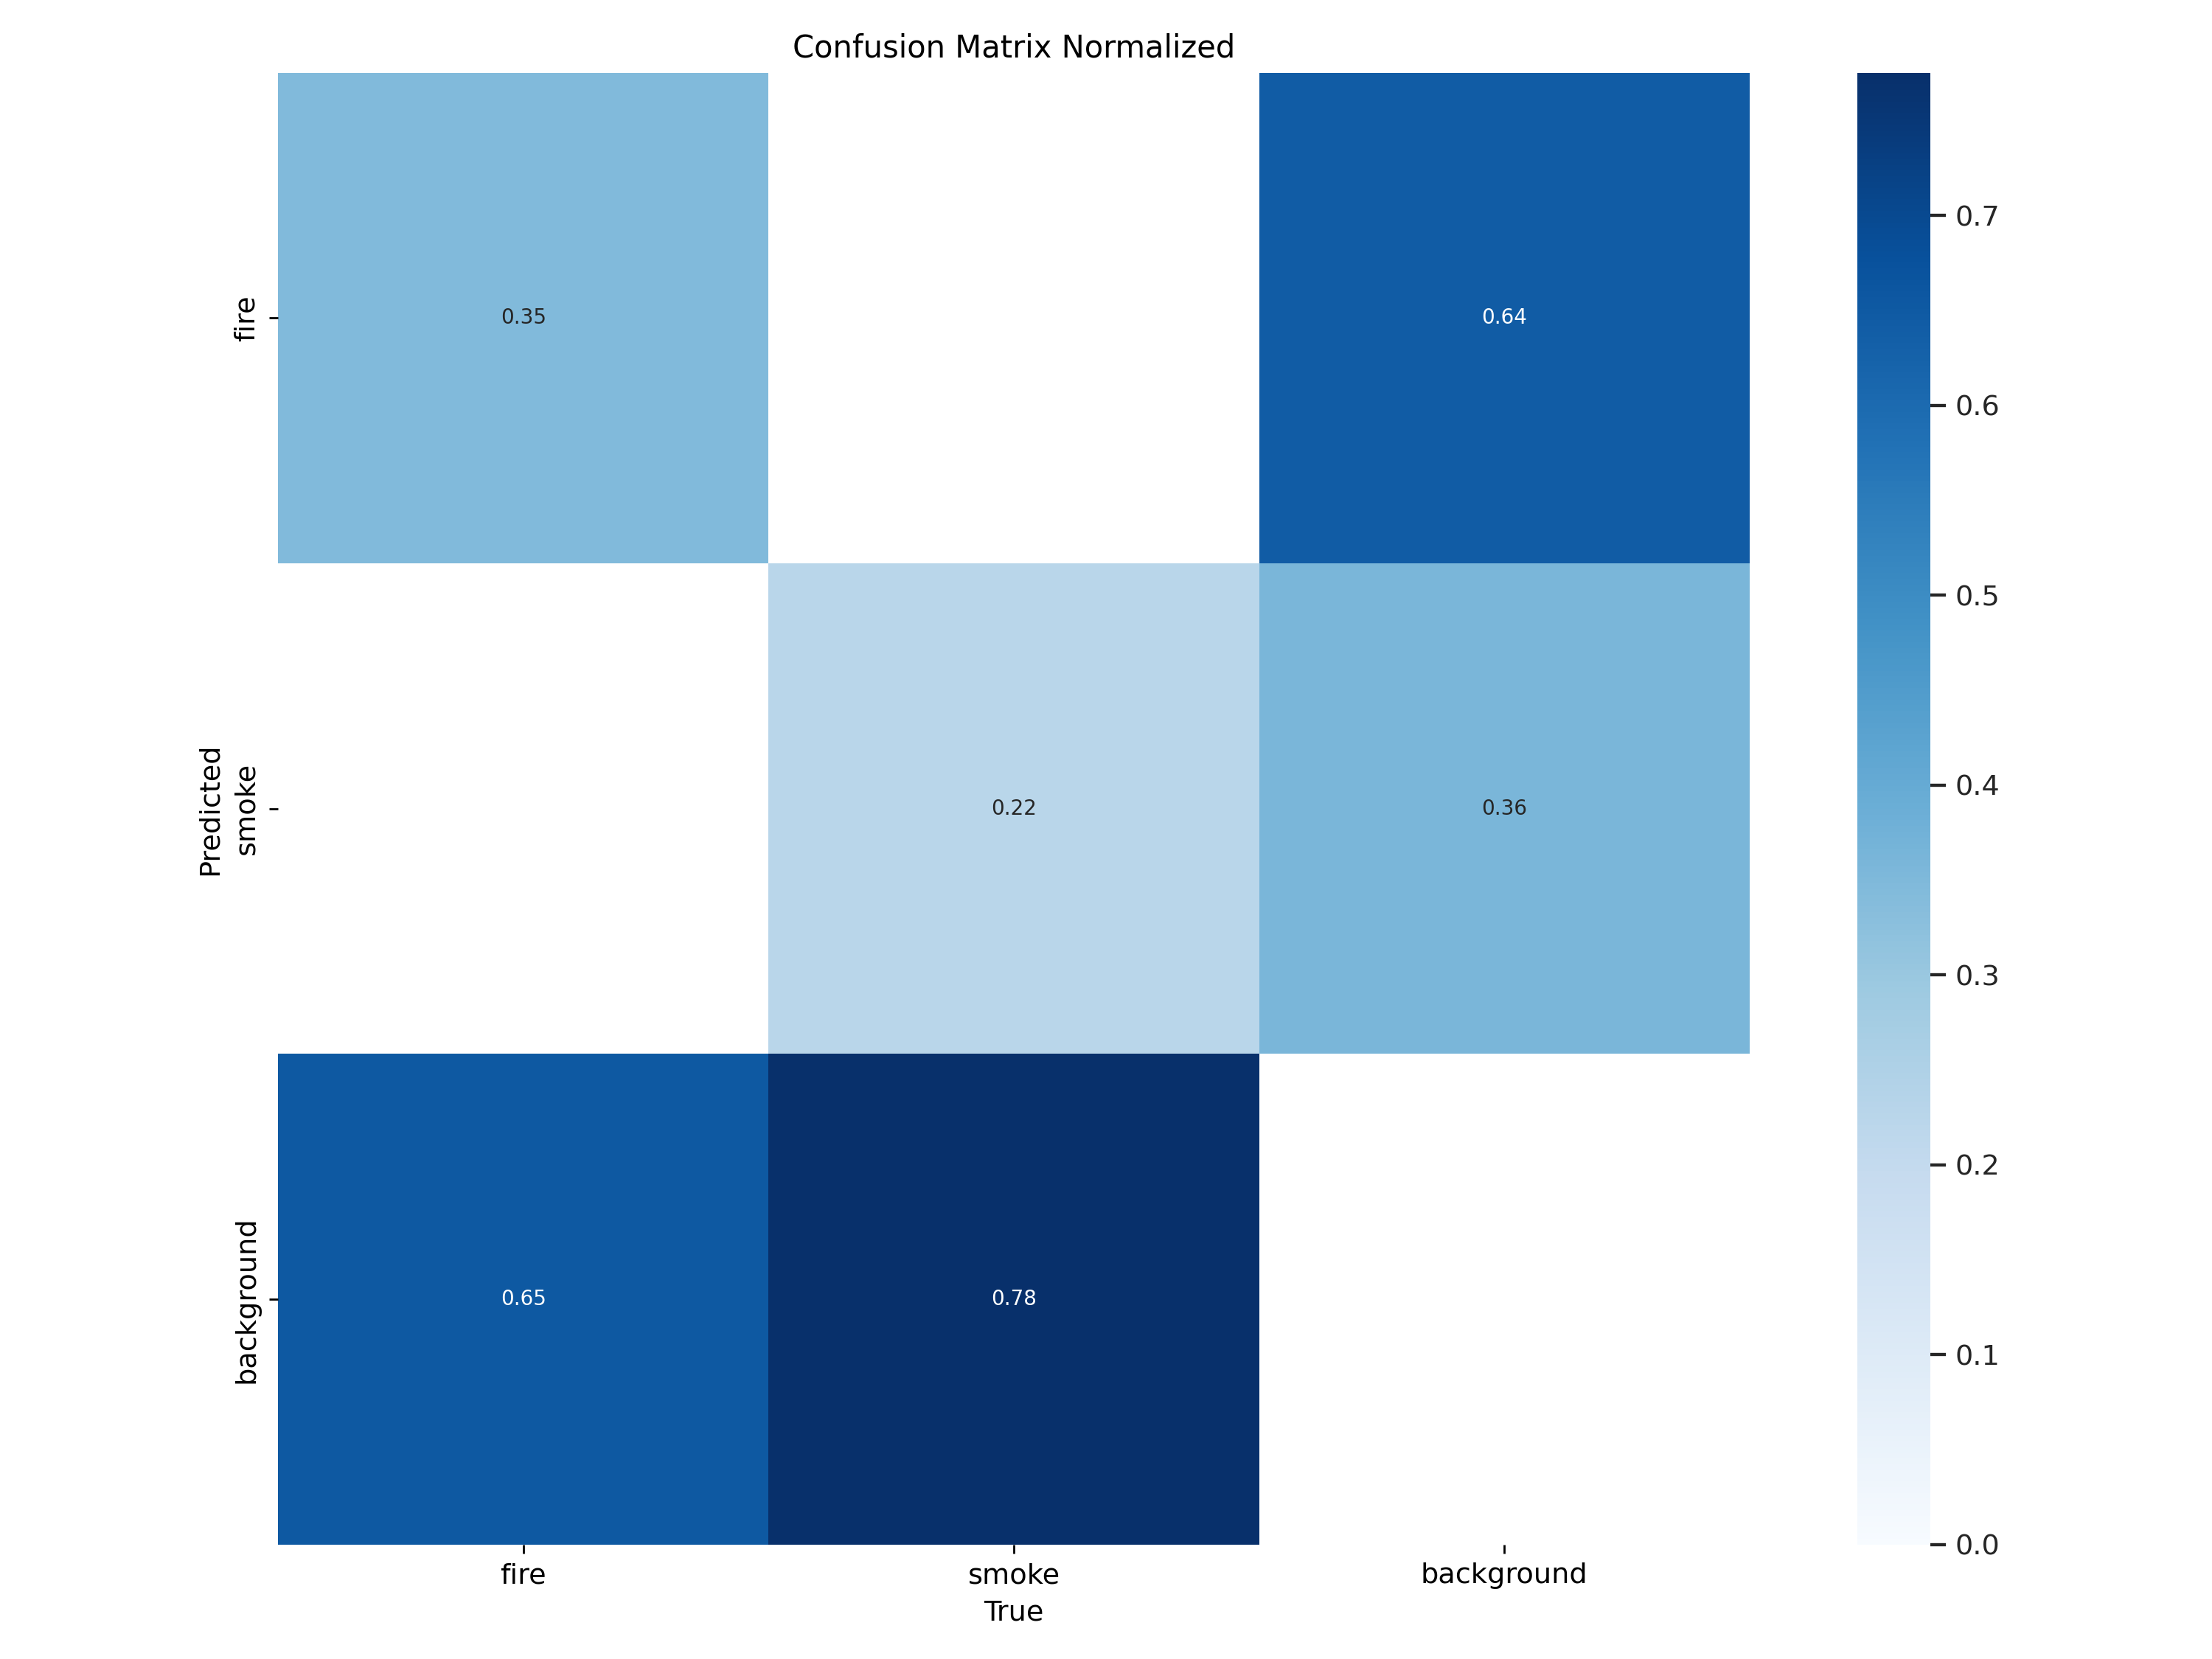 Confusion Matrix Normalized
fire
0.35
0.64
0.7
0.6
0.5
0.4
0.3
0.2
0.1
0.0
Predicted
smoke
0.22
0.36
background
0.65
0.78
fire
smoke
background
True